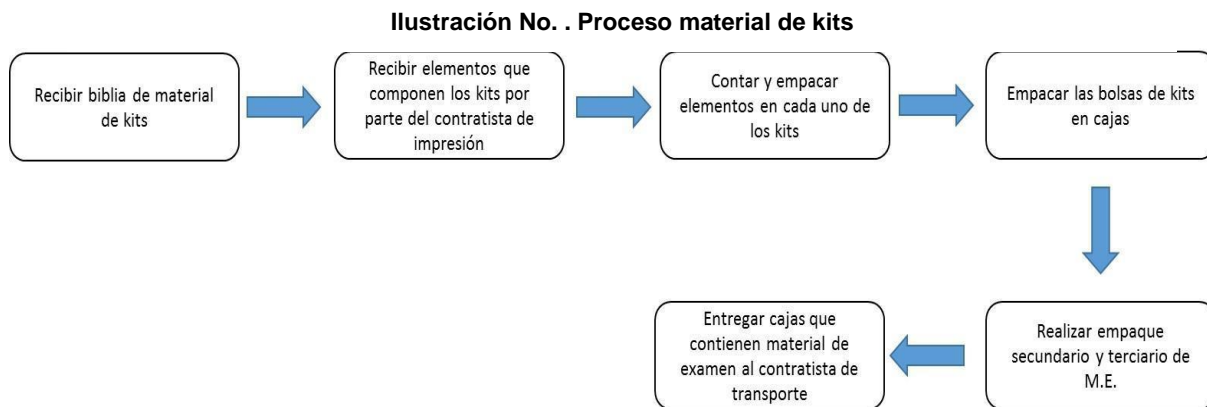 Ilustración No. . Proceso material de kits
Recibir biblia de material
de kits
Recibir elementos que
componen los kits por
parte del contratista de
impresión
Contar y empacar
elementos en cada uno de
los kits
Empacar las bolsas de kits
en cajas
Realizar empaque
secundario y terciario de
M.E.
Entregar cajas que
contienen material de
examen al contratista de
transporte